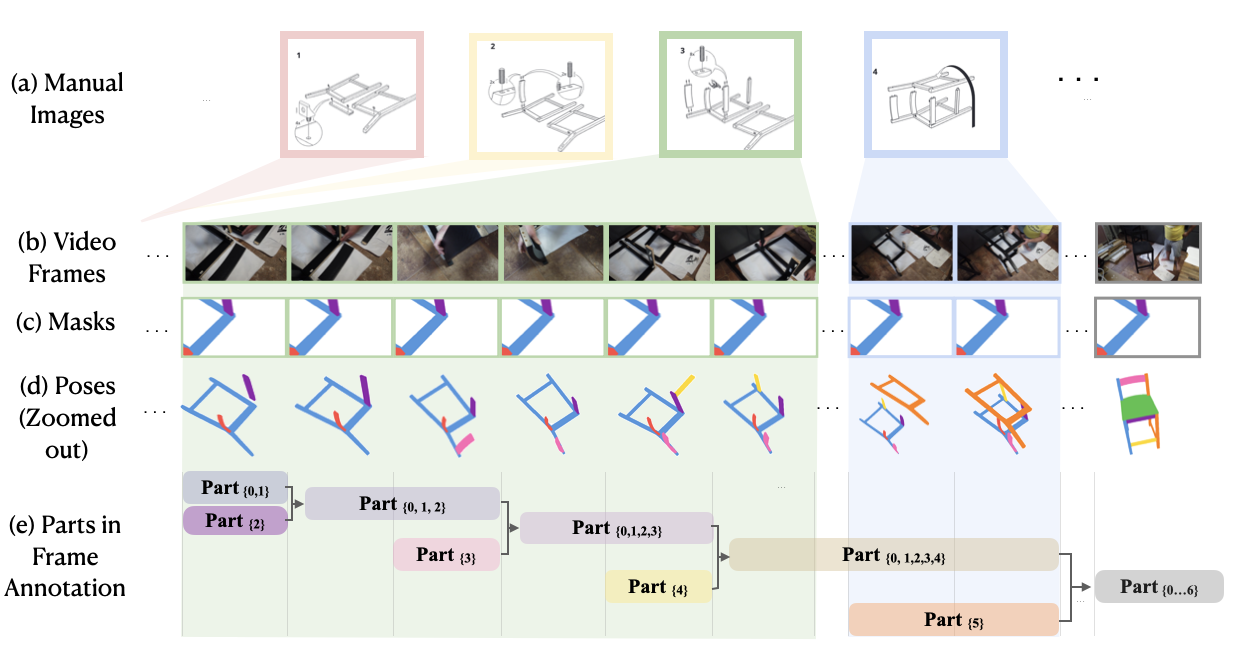 (a) Manual
Images
...
1
2
3
4
. . .
...
(b) Video
Frames
. . .
. . .
. . .
(c) Masks
. . .
. . .
. . .
(d) Poses
(Zoomed
out)
. . .
. . .
. . .
(e) Parts in
Frame
Annotation
Part {0,1}
Part {2}
Part {0, 1, 2}
Part {3}
Part {0,1,2,3}
Part {4}
...
Part {0, 1,2,3,4}
Part {5}
...
Part {0...6}